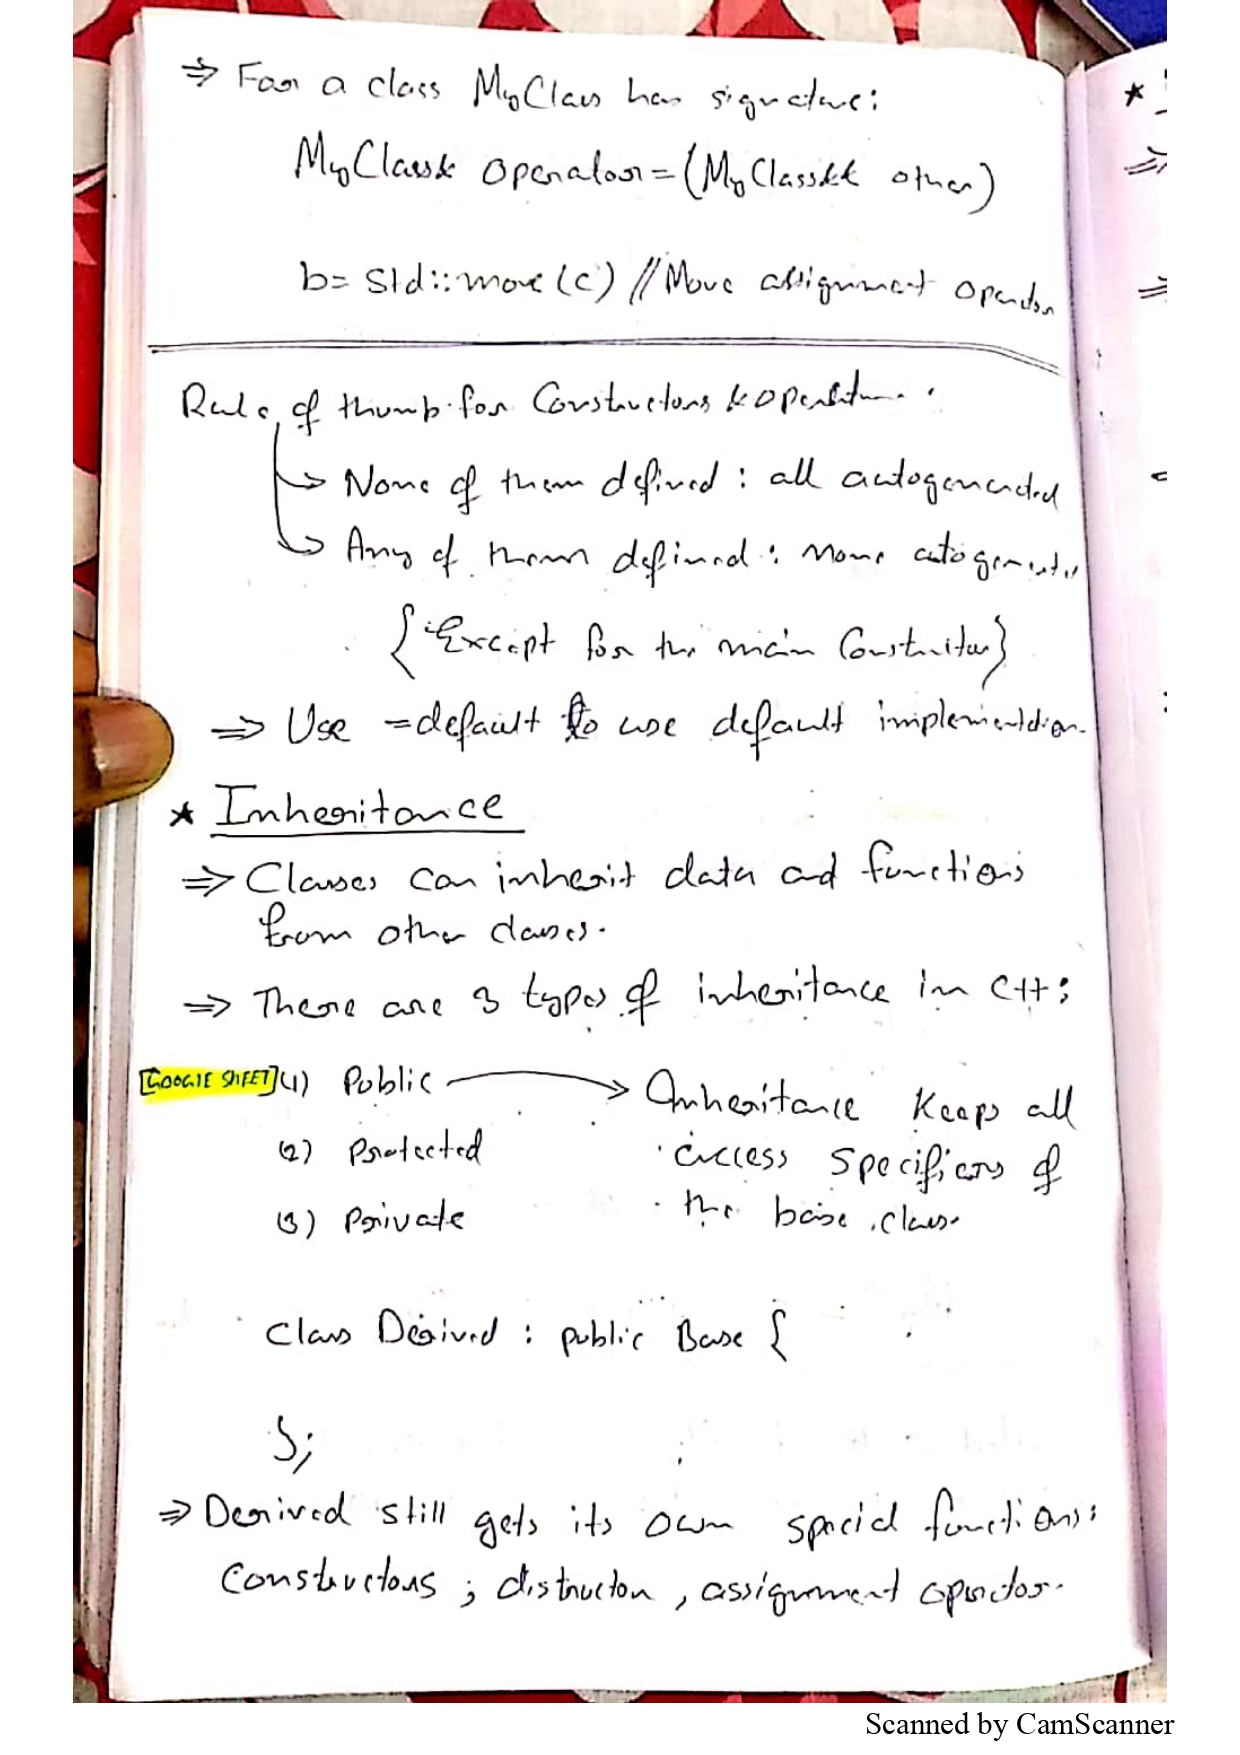 ⇒ For a class MyClass has signature:
MyClass& operator=(MyClass&& other)
b= std::move(c) //Move assignment operator
Rule of thumb for Constructors & operator.
→ None of them defined : all autogenerated
→ Any of them defined : none autogenerated
{Except for the main Constructor}
⇒ Use =default to use default implementation.
★ Inheritance
⇒ Classes can inherit data and functions
from other classes.
⇒ There are 3 types of inheritance in C++:
[GOOGLE SHEET] (1) Public → Inheritance keeps all
(2) Protected access specifiers of
(3) Private the base class.
Class Derived : public Base {
};
⇒ Derived still gets its own special functions:
Constructors ; distructor , assignment operator.
Scanned by CamScanner